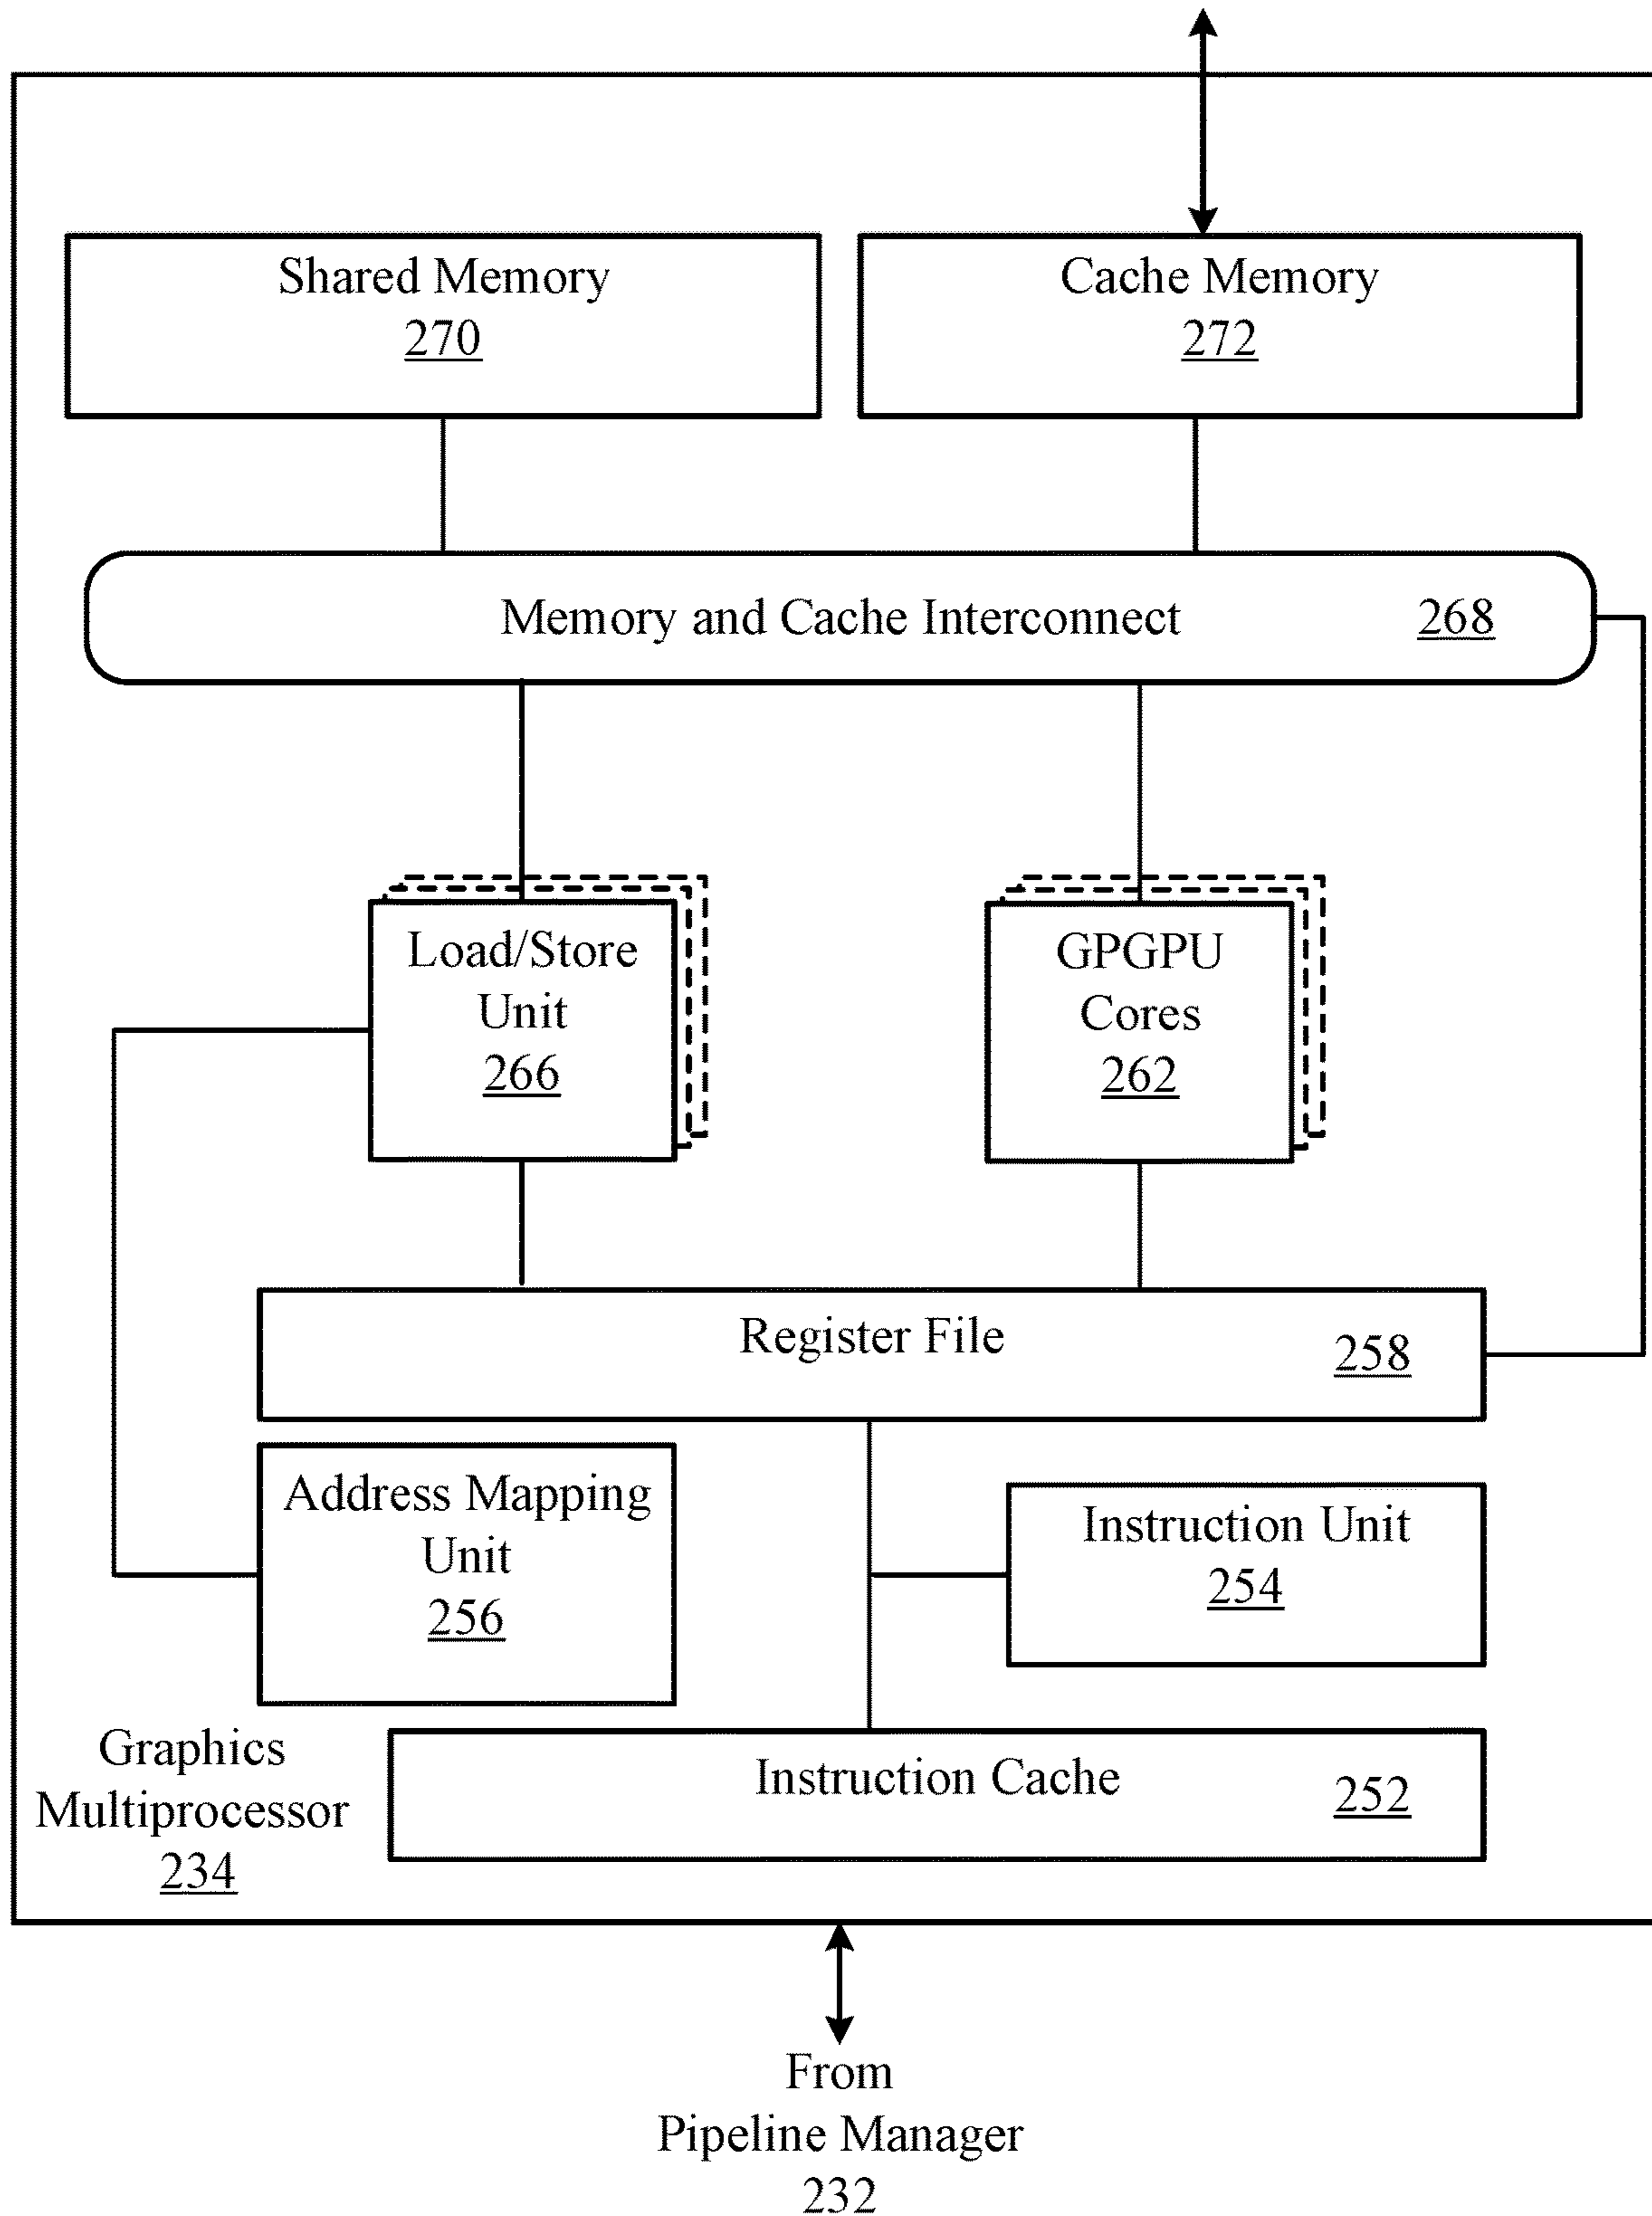 Shared Memory
270
Cache Memory
272
Memory and Cache Interconnect 268
Load/Store
Unit
266
GPGPU
Cores
262
Register File 258
Address Mapping
Unit
256
Instruction Unit
254
Graphics
Multiprocessor
234
Instruction Cache 252
From
Pipeline Manager
232